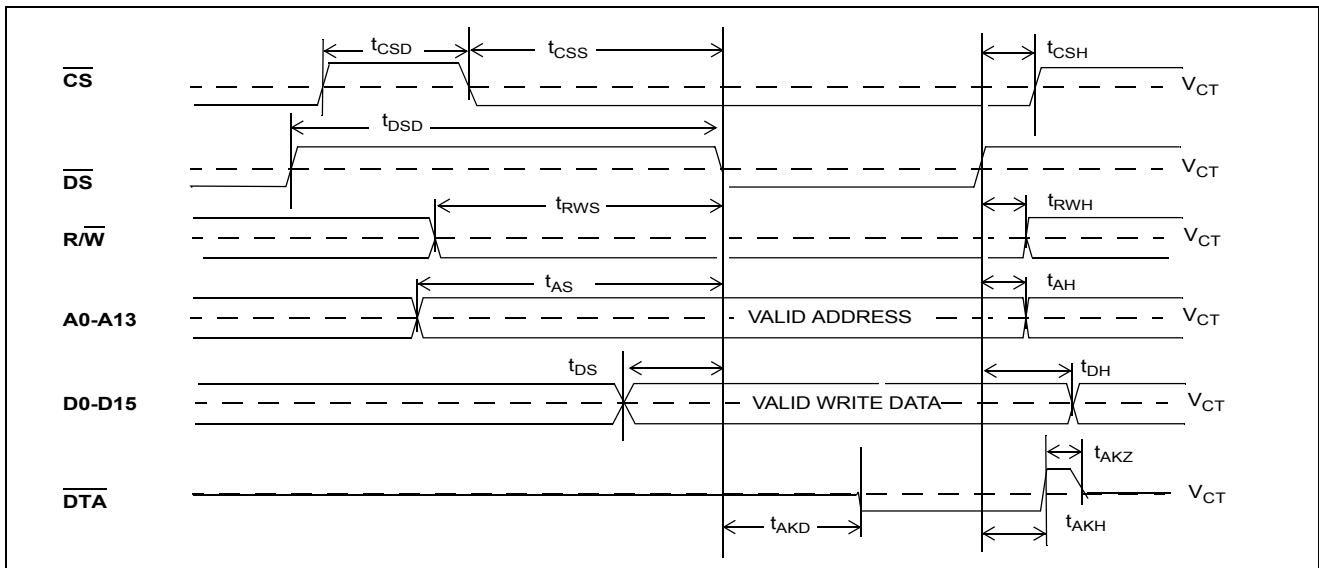 tCSD
tCSS
tCSH
CS
VCT
tDSD
DS
VCT
tRWS
tRWH
R/W
VCT
tAS
tAH
A0-A13
VALID ADDRESS
VCT
tDS
tDH
D0-D15
VALID WRITE DATA
VCT
tAKZ
DTA
VCT
tAKD
tAKH